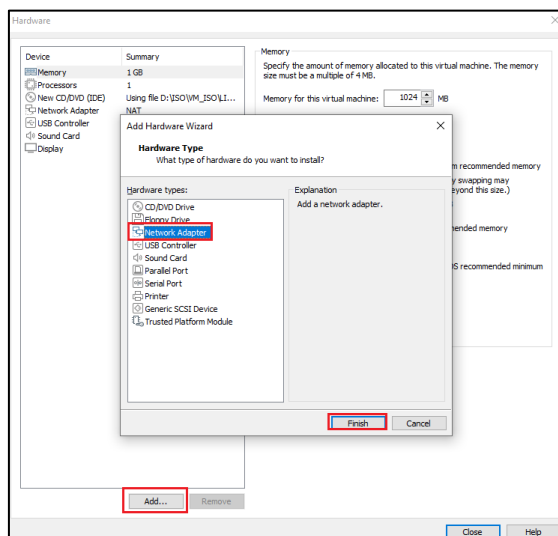 Hardware
Device Summary
Memory 1 GB
Processors 1
New CD/DVD (IDE) Using file D:\ISO\VM_ISO\LI...
Network Adapter NAT
USB Controller
Sound Card
Display
Memory
Specify the amount of memory allocated to this virtual machine. The memory
size must be a multiple of 4 MB.
Memory for this virtual machine: 1024 MB
m recommended memory
y swapping may
eyond this size.)
ended memory
OS recommended minimum
Add Hardware Wizard
Hardware Type
What type of hardware do you want to install?
Hardware types:
CD/DVD Drive
Floppy Drive
Network Adapter
USB Controller
Sound Card
Parallel Port
Serial Port
Printer
Generic SCSI Device
Trusted Platform Module
Explanation
Add a network adapter.
Finish Cancel
Add... Remove
Close Help